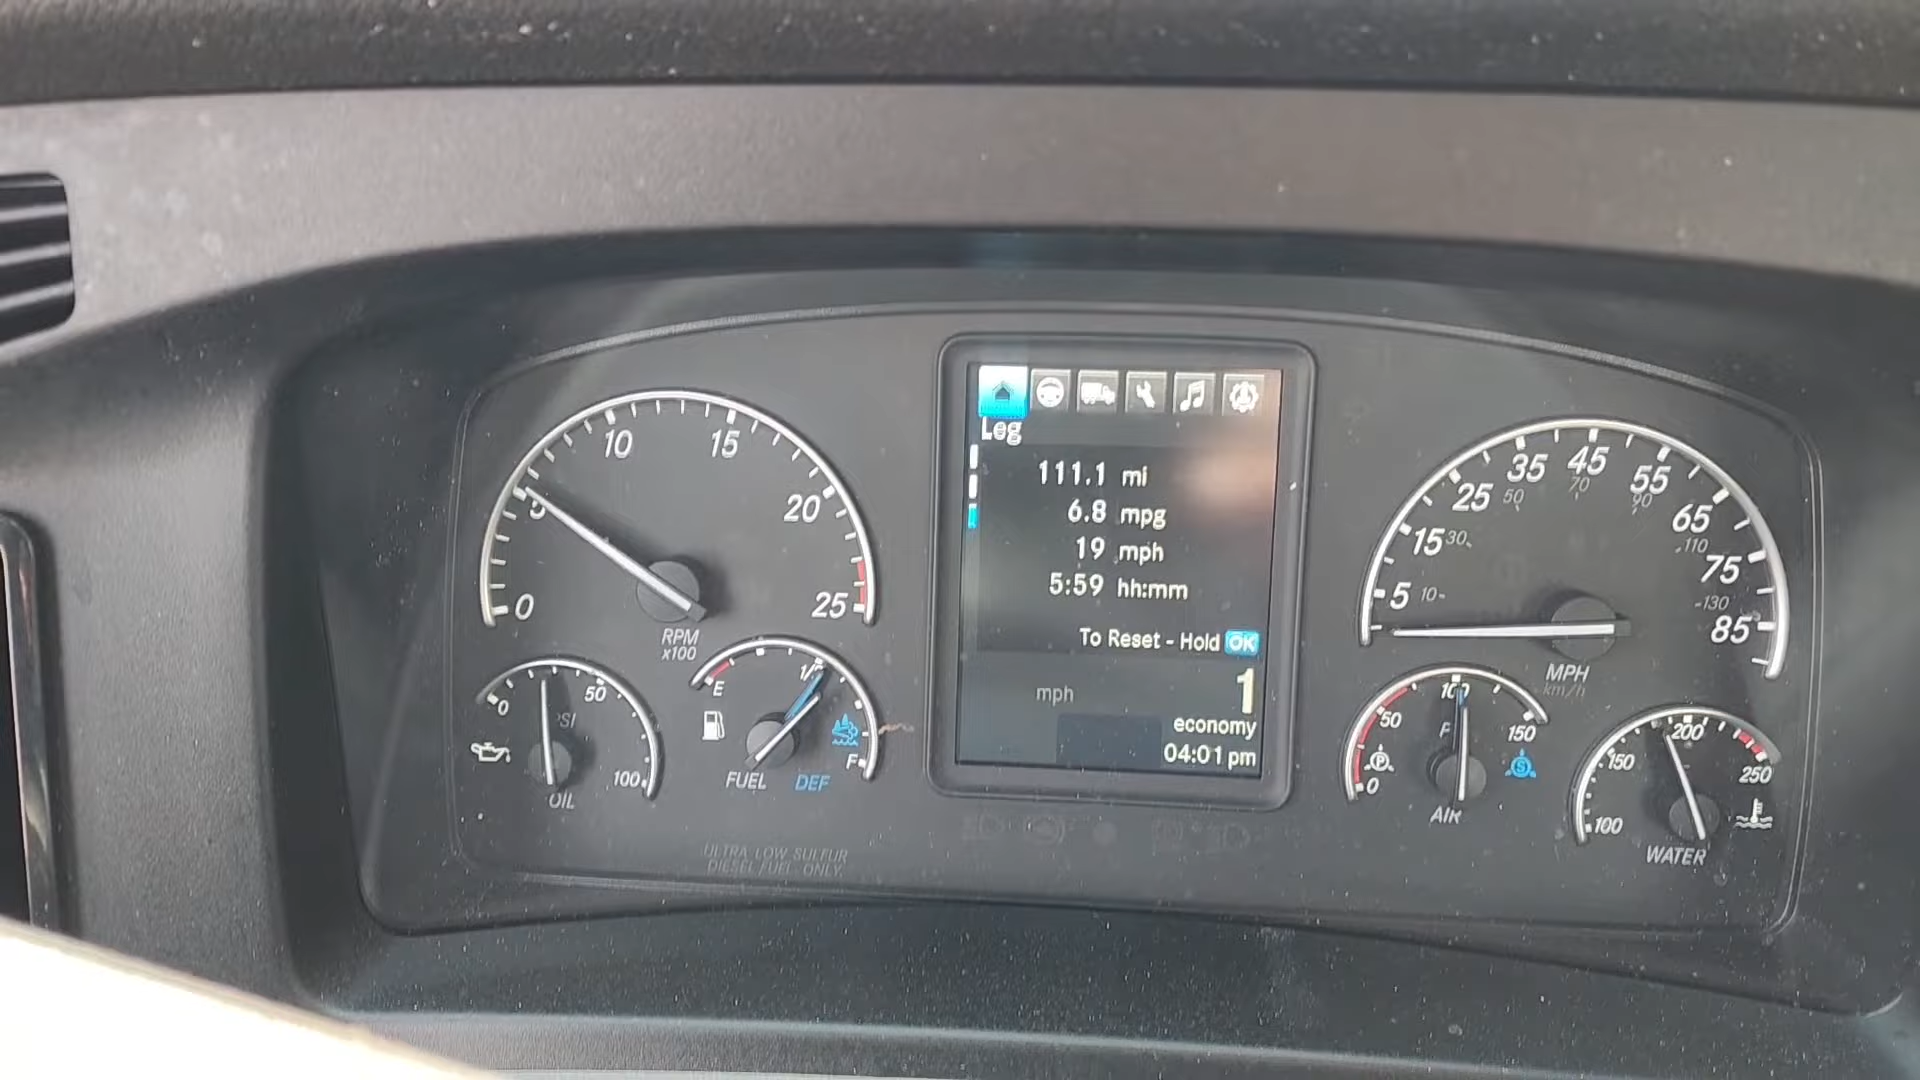 0
5
10
15
20
25
RPM
x100
0
50
PSI
100
OIL
E
1/2
F
FUEL
DEF
ULTRA LOW SULFUR
DIESEL FUEL ONLY.
Leg
111.1 mi
6.8 mpg
19 mph
5:59 hh:mm
To Reset - Hold OK
mph
1
economy
04:01 pm
5 10
15 30
25
35 50
45 70
55 90
65
110
75
130
85
MPH
km/h
0
50
100
150
P
S
AIR
100
150
200
250
WATER